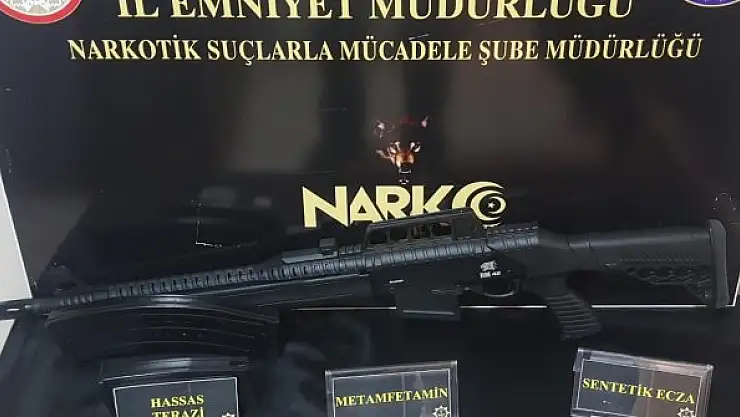 İL EMNİYET MÜDÜRLÜĞÜ
NARKOTİK SUÇLARLA MÜCADELE ŞUBE MÜDÜRLÜĞÜ
NARKO
HASSAS
TERAZİ
METAMFETAMİN
SENTETİK ECZA